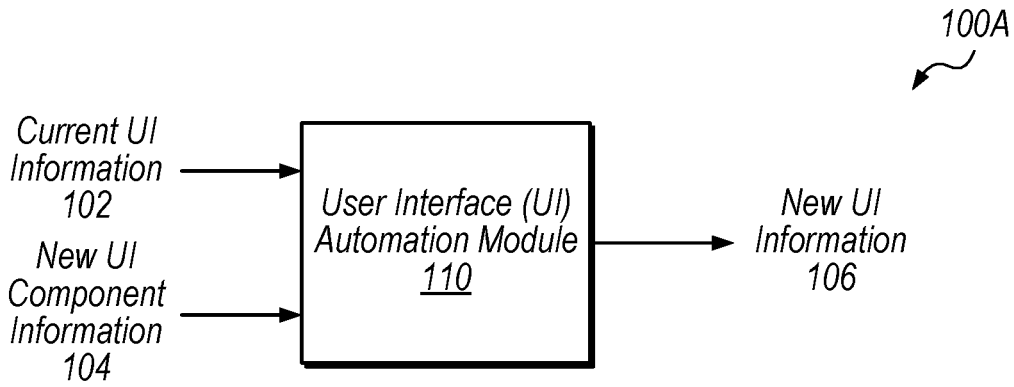 100A
Current UI
Information
102
New UI
Component
Information
104
User Interface (UI)
Automation Module
110
New UI
Information
106